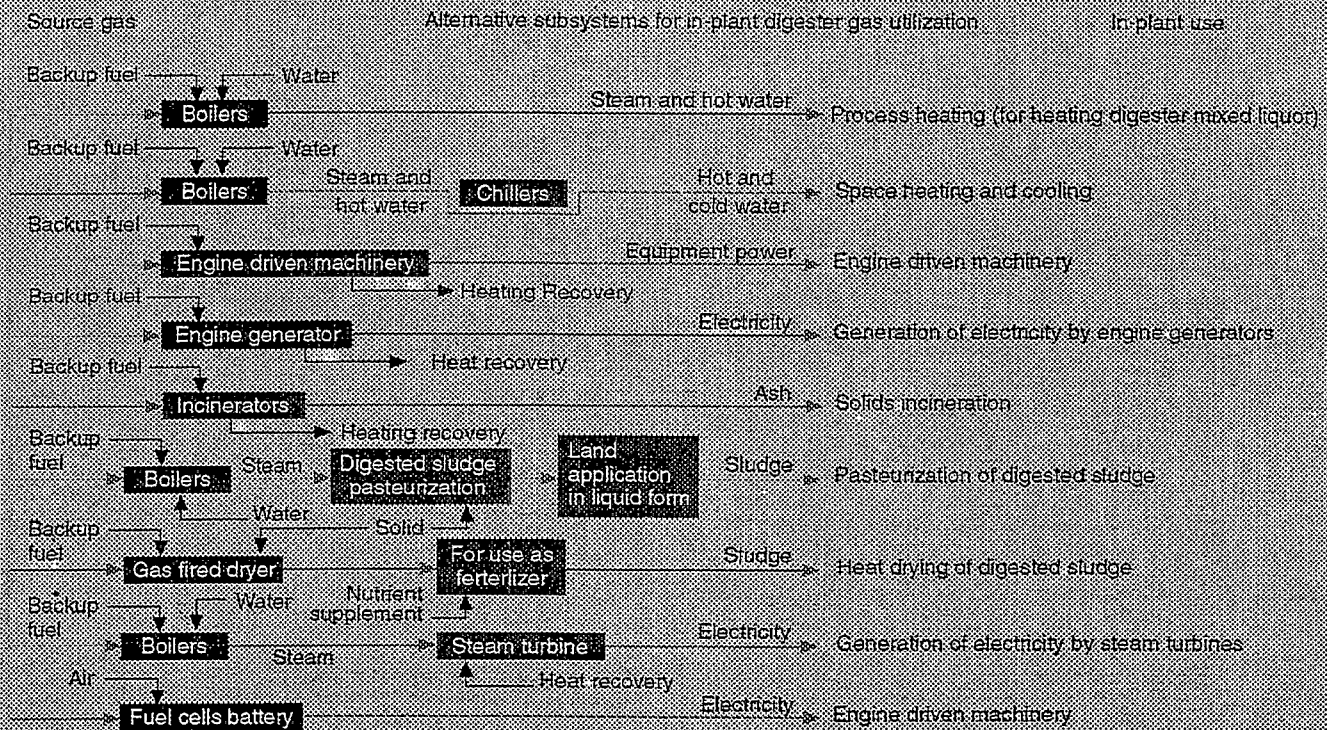 Source gas
Alternative subsystems for in-plant digester gas utilization
In-plant use
Backup fuel
Water
Steam and hot water
Boilers
Process heating (for heating digester mixed liquor)
Backup fuel
Water
Steam and
hot water
Hot and
cold water
Boilers
Chillers
Space heating and cooling
Backup fuel
Equipment power
Engine driven machinery
Engine driven machinery
Heating Recovery
Backup fuel
Electricity
Engine generator
Generation of electricity by engine generators
Heat recovery
Backup fuel
Ash
Incinerators
Solids incineration
Heating recovery
Backup
fuel
Boilers
Steam
Digested sludge
pasteurization
Land
application
in liquid form
Sludge
Pasteurization of digested sludge
Water
Solid
Backup
fuel
Gas fired dryer
For use as
ferterlizer
Sludge
Heat drying of digested sludge
Nutrient
supplement
Backup
fuel
Water
Boilers
Steam
Steam turbine
Electricity
Generation of electricity by steam turbines
Heat recovery
Air
Fuel cells battery
Electricity
Engine driven machinery